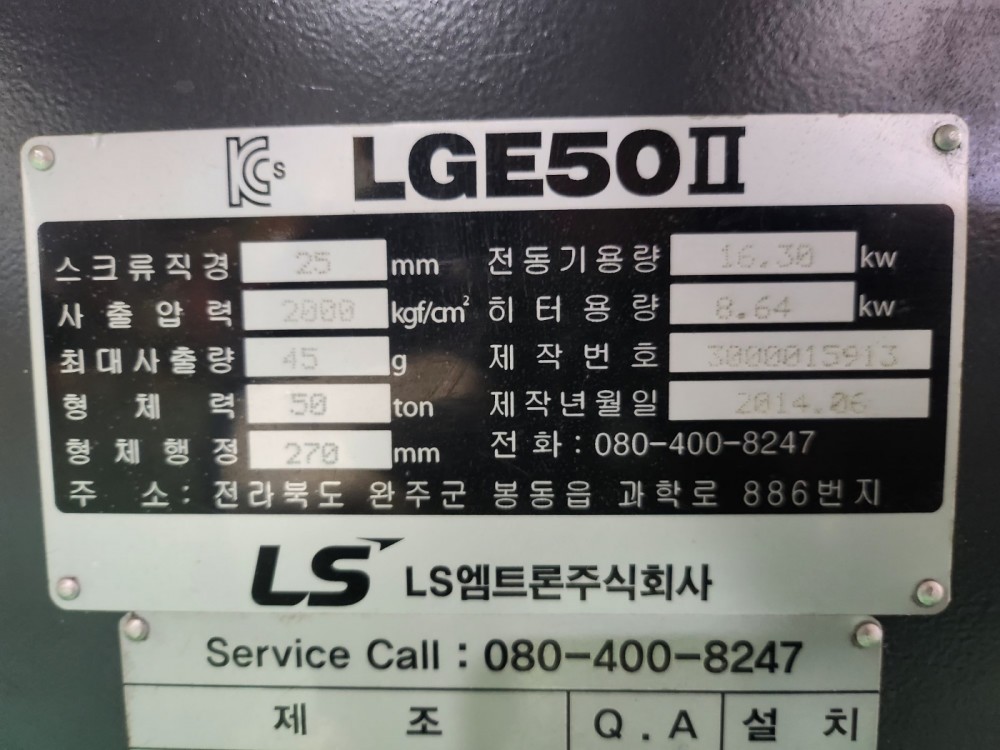 KCs LGE50II
스크류직경 25 mm 전동기용량 16.30 kw
사출압력 2000 kgf/cm² 히터용량 8.64 kw
최대사출량 45 g 제작번호 3000015913
형체력 50 ton 제작년월일 2014.06
형체행정 270 mm 전화 : 080-400-8247
주 소 : 전라북도 완주군 봉동읍 과학로 886번지
LS LS엠트론주식회사
Service Call : 080-400-8247
제 조 Q . A 설 치